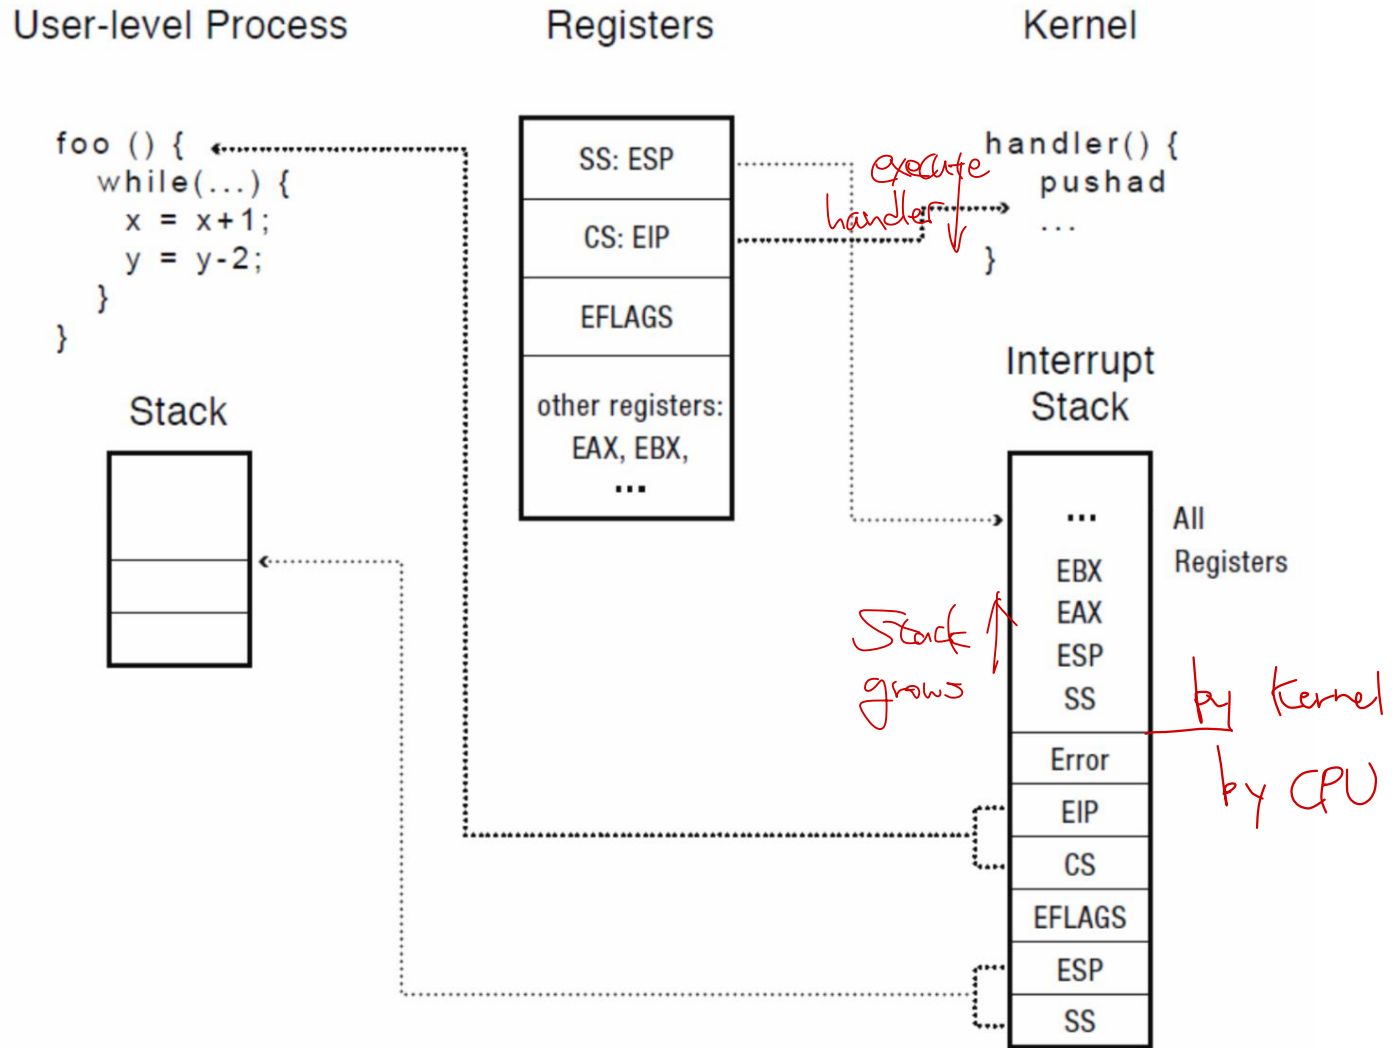 User-level Process
foo () {
while(...) {
x = x+1;
y = y-2;
}
}
Stack
Registers
SS: ESP
CS: EIP
EFLAGS
other registers:
EAX, EBX,
...
Kernel
handler() {
pushad
...
}
execute
handler
Interrupt
Stack
...
EBX
EAX
ESP
SS
Error
EIP
CS
EFLAGS
ESP
SS
All
Registers
Stack
grows
by Kernel
by CPU